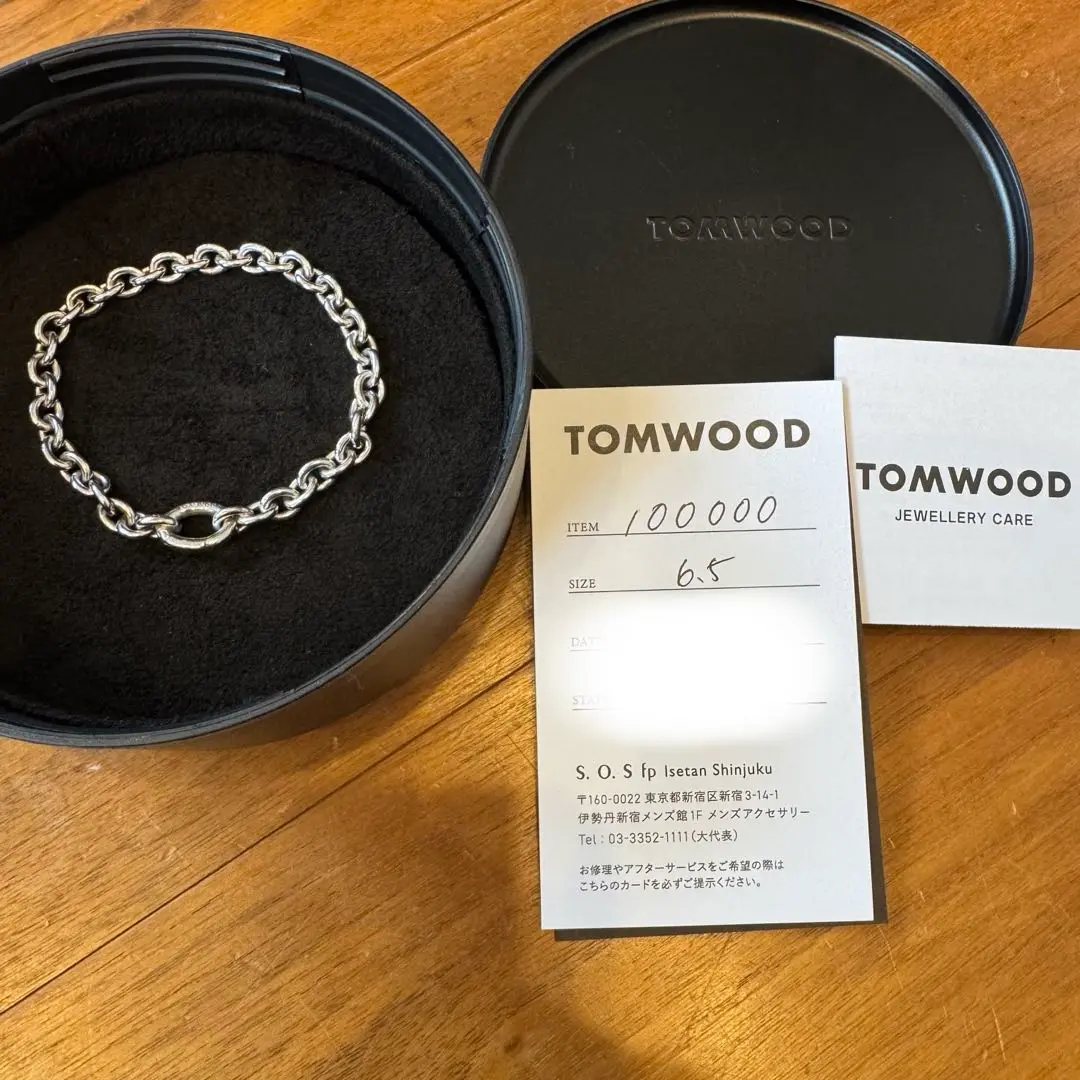 TOMWOOD
TOMWOOD
ITEM 100000
SIZE 6.5
DATE
S. O. S fp Isetan Shinjuku
〒160-0022 東京都新宿区新宿3-14-1
伊勢丹新宿メンズ館1F メンズアクセサリー
Tel : 03-3352-1111(大代表)
お修理やアフターサービスをご希望の際は
こちらのカードを必ずご提示ください。
TOMWOOD
JEWELLERY CARE